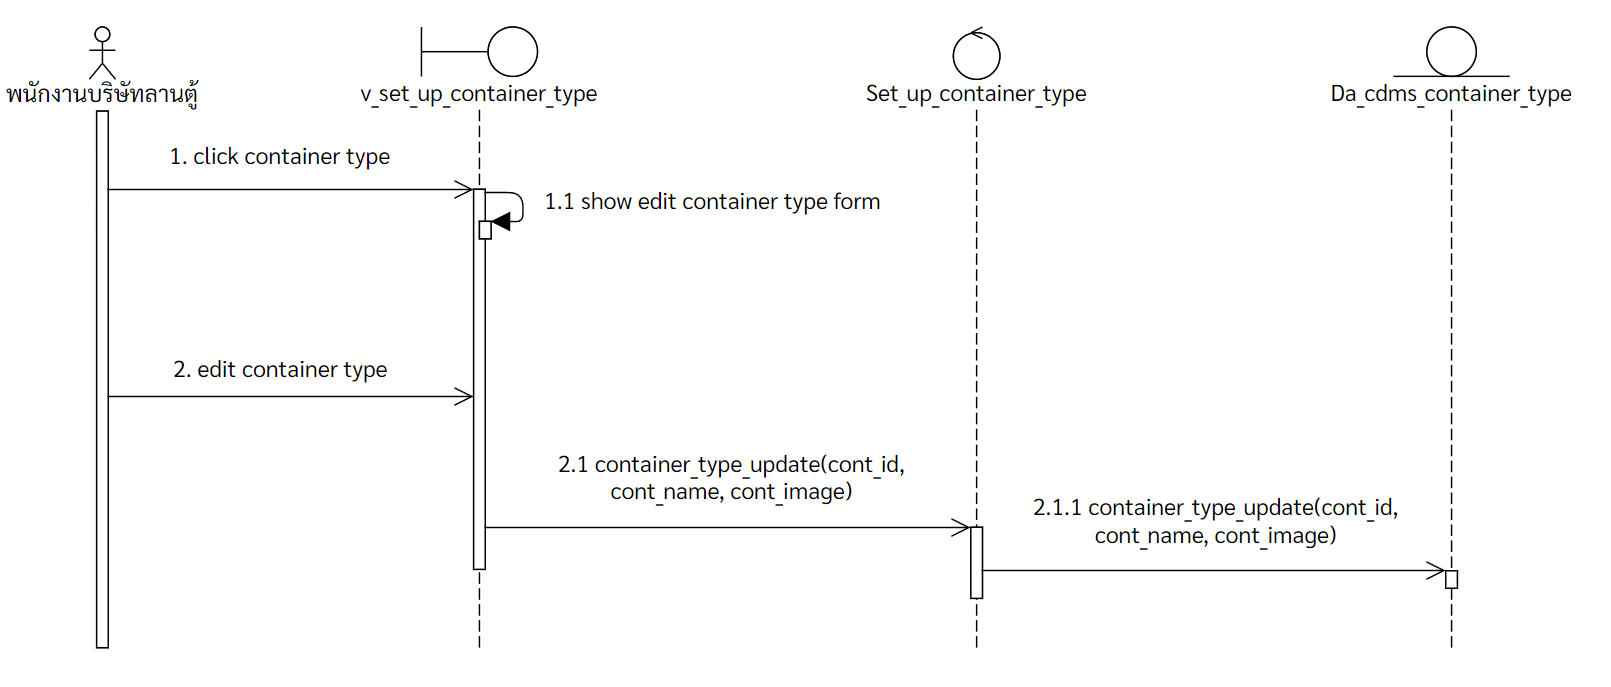 พนักงานบริษัทลานตู้
v_set_up_container_type
Set_up_container_type
Da_cdms_container_type
1. click container type
1.1 show edit container type form
2. edit container type
2.1 container_type_update(cont_id,
cont_name, cont_image)
2.1.1 container_type_update(cont_id,
cont_name, cont_image)